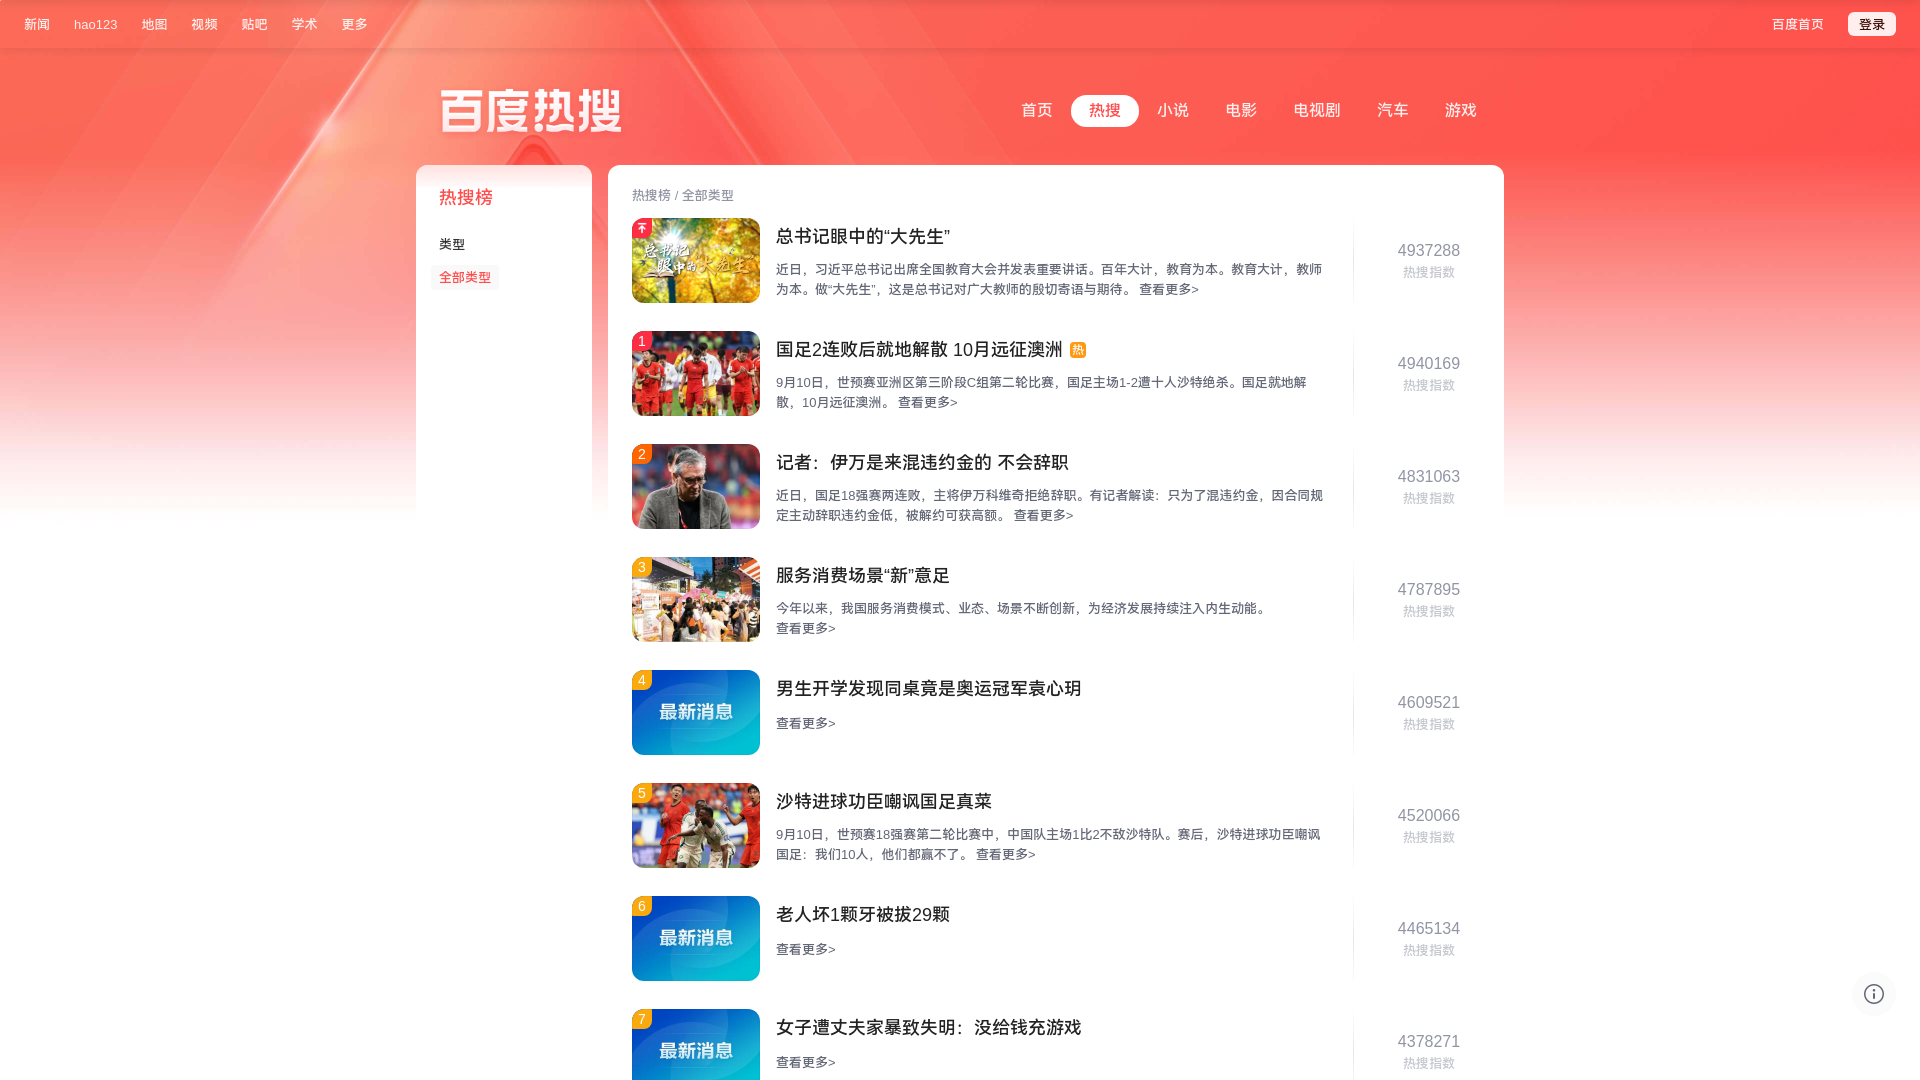 新闻 hao123 地图 视频 贴吧 学术 更多 百度首页 登录
百度热搜
首页 热搜 小说 电影 电视剧 汽车 游戏
热搜榜
类型
全部类型
热搜榜 / 全部类型
总书记
眼中的大先生
总书记眼中的“大先生”
近日，习近平总书记出席全国教育大会并发表重要讲话。百年大计，教育为本。教育大计，教师
为本。做“大先生”，这是总书记对广大教师的殷切寄语与期待。 查看更多>
4937288
热搜指数
1
国足2连败后就地解散 10月远征澳洲 热
9月10日，世预赛亚洲区第三阶段C组第二轮比赛，国足主场1-2遭十人沙特绝杀。国足就地解
散，10月远征澳洲。 查看更多>
4940169
热搜指数
2
记者：伊万是来混违约金的 不会辞职
近日，国足18强赛两连败，主将伊万科维奇拒绝辞职。有记者解读：只为了混违约金，因合同规
定主动辞职违约金低，被解约可获高额。 查看更多>
4831063
热搜指数
3
服务消费场景“新”意足
今年以来，我国服务消费模式、业态、场景不断创新，为经济发展持续注入内生动能。
查看更多>
4787895
热搜指数
4
最新消息
男生开学发现同桌竟是奥运冠军袁心玥
查看更多>
4609521
热搜指数
5
沙特进球功臣嘲讽国足真菜
9月10日，世预赛18强赛第二轮比赛中，中国队主场1比2不敌沙特队。赛后，沙特进球功臣嘲讽
国足：我们10人，他们都赢不了。 查看更多>
4520066
热搜指数
6
最新消息
老人坏1颗牙被拔29颗
查看更多>
4465134
热搜指数
7
最新消息
女子遭丈夫家暴致失明：没给钱充游戏
查看更多>
4378271
热搜指数